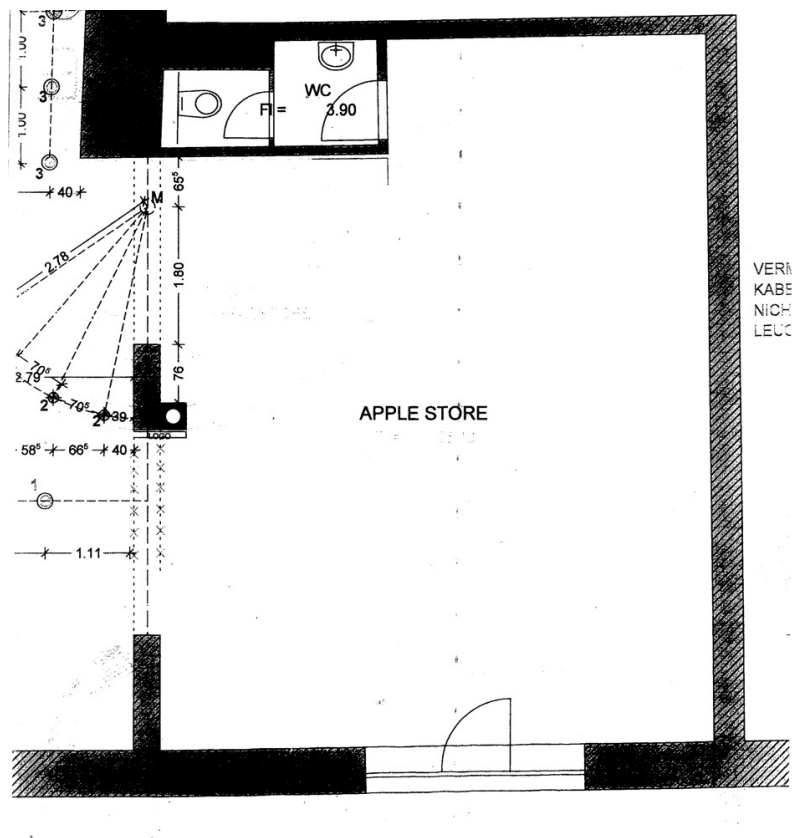 3
1.00
3
1.00
3
40
WC
FI = 3.90
65⁵
M
2.78
1.80
70⁵
2.79
76
2
70⁵
2
39
LOGO
58⁵ 66⁵ 40
1
1.11
APPLE STORE
VERM
KABE
NICH
LEUC